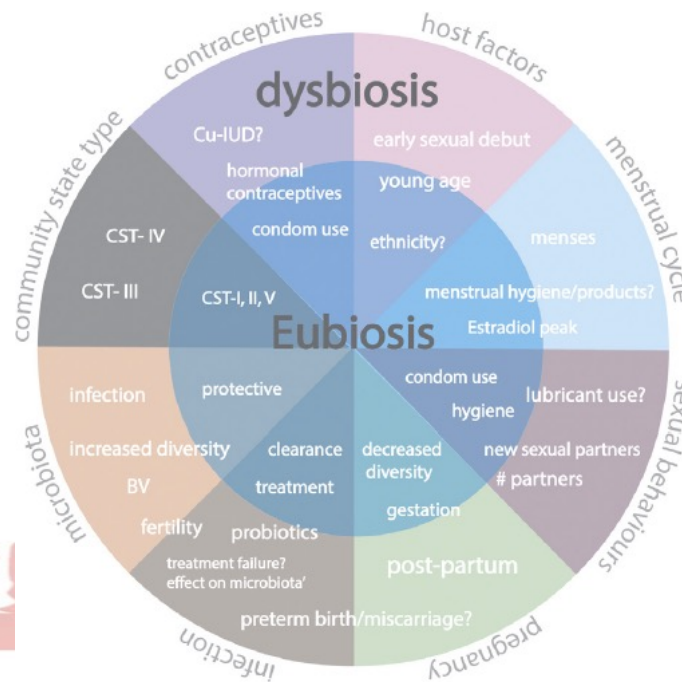 contraceptives
host factors
dysbiosis
Cu-IUD?
early sexual debut
hormonal
contraceptives
young age
community state type
menstrual cycle
condom use
ethnicity?
CST- IV
menses
CST- III
CST-I, II, V
menstrual hygiene/products?
Estradiol peak
Eubiosis
infection
protective
condom use
lubricant use?
hygiene
increased diversity
clearance
decreased
diversity
new sexual partners
# partners
BV
treatment
gestation
fertility
probiotics
treatment failure?
effect on microbiota'
post-partum
preterm birth/miscarriage?
microbiota
sexual behaviours
infection
pregnancy